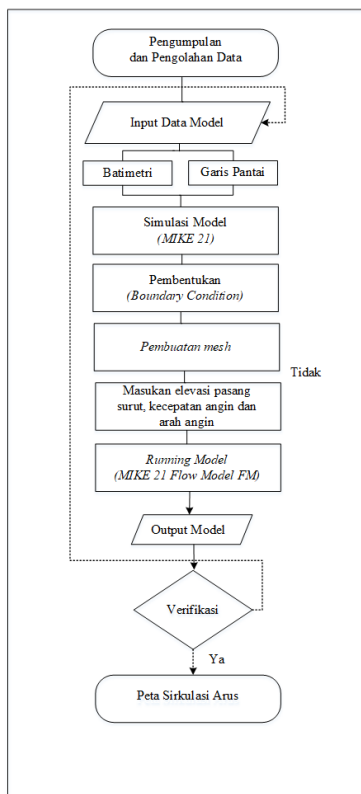 Pengumpulan
dan Pengolahan Data
Input Data Model
Batimetri
Garis Pantai
Simulasi Model
(MIKE 21)
Pembentukan
(Boundary Condition)
Pembuatan mesh
Tidak
Masukan elevasi pasang
surut, kecepatan angin dan
arah angin
Running Model
(MIKE 21 Flow Model FM)
Output Model
Verifikasi
Ya
Peta Sirkulasi Arus